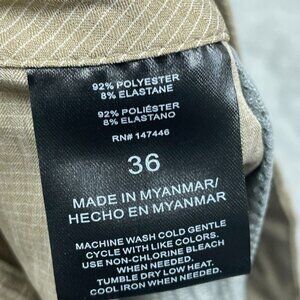 92% POLYESTER
8% ELASTANE
92% POLIÉSTER
8% ELASTANO
RN# 147446
36
MADE IN MYANMAR/
HECHO EN MYANMAR
MACHINE WASH COLD GENTLE
CYCLE WITH LIKE COLORS.
USE NON-CHLORINE BLEACH
WHEN NEEDED.
TUMBLE DRY LOW HEAT.
COOL IRON WHEN NEEDED.